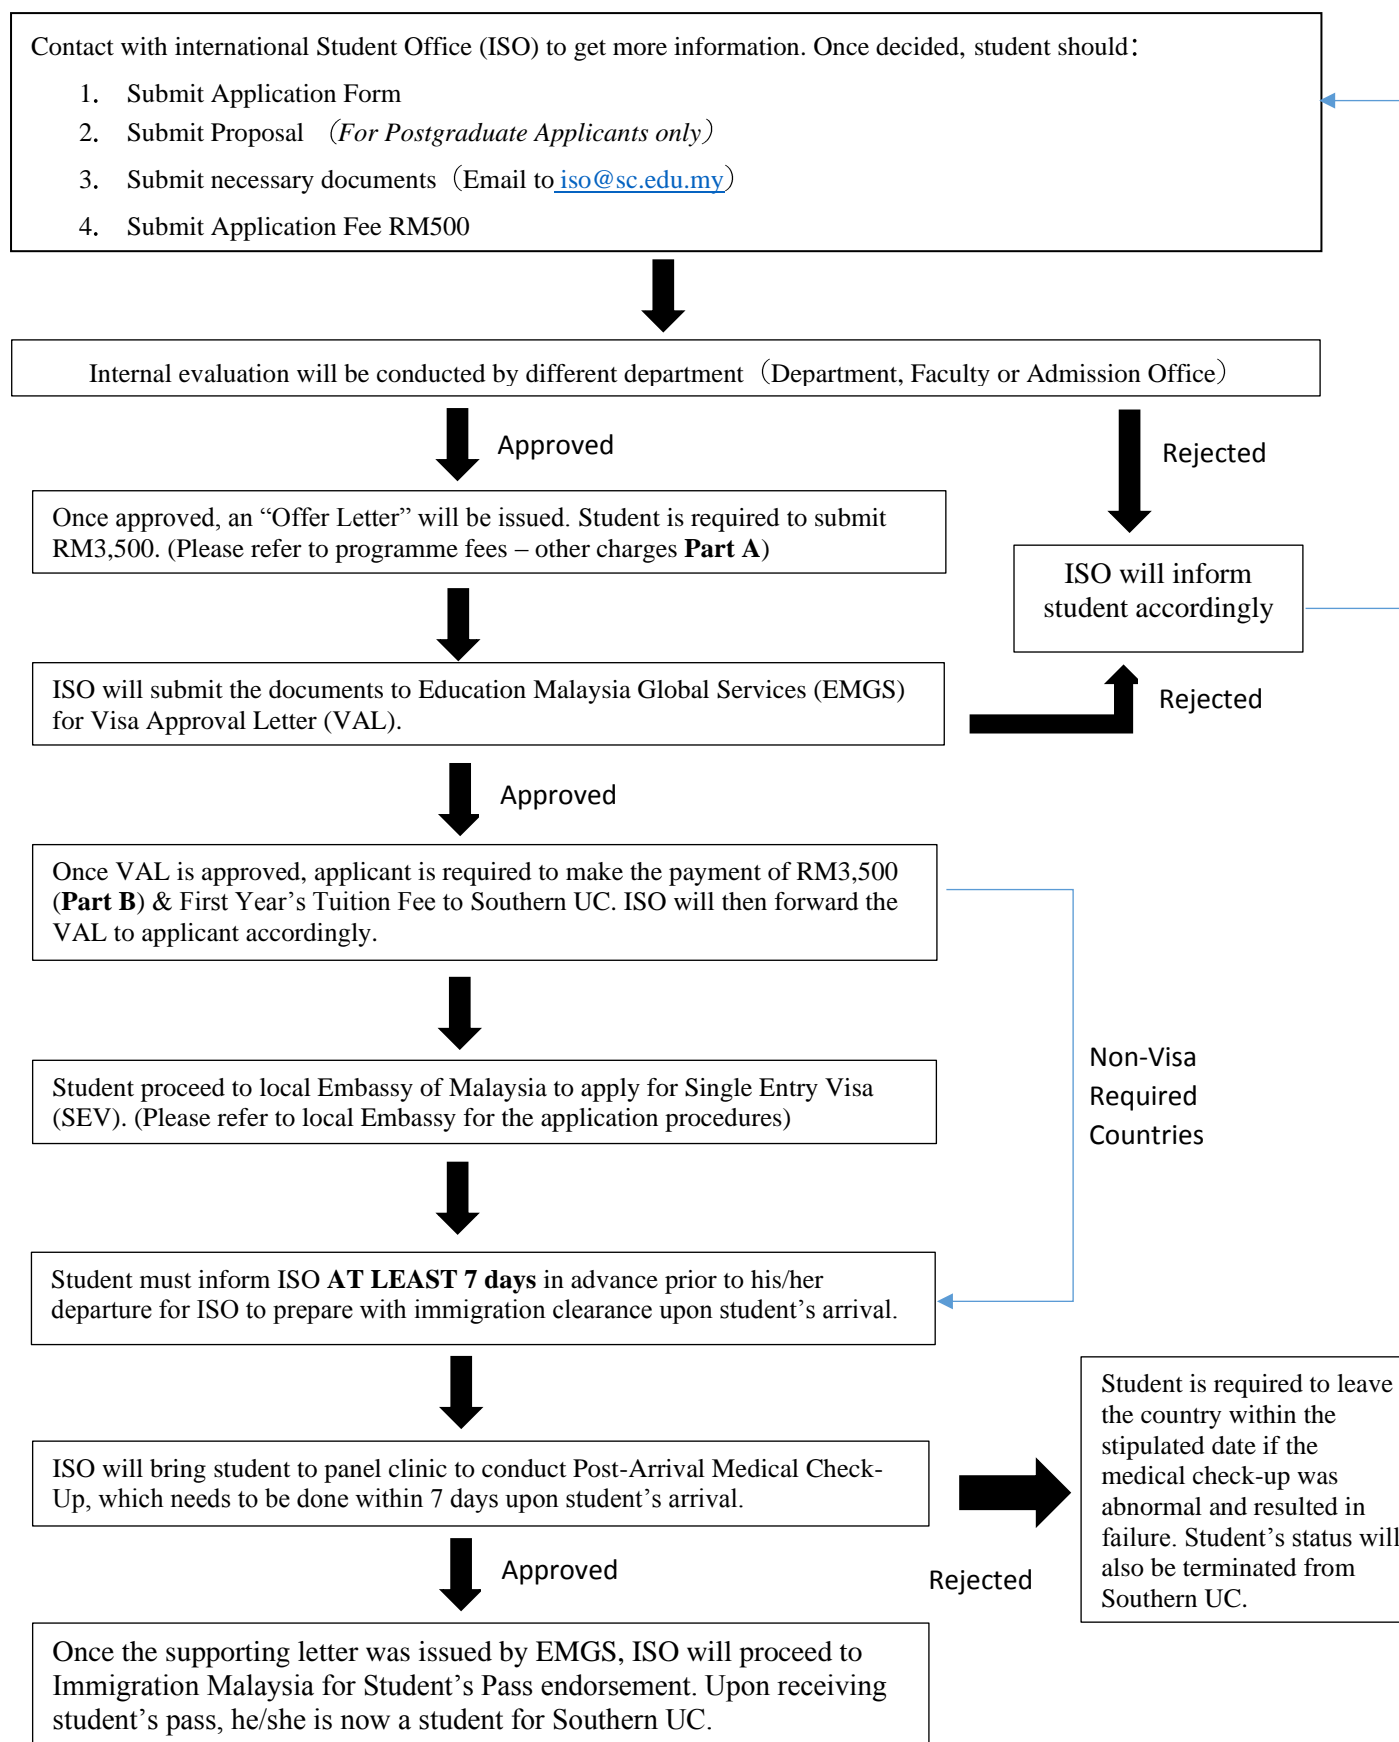 Contact with international Student Office (ISO) to get more information. Once decided, student should：
1. Submit Application Form
2. Submit Proposal （For Postgraduate Applicants only）
3. Submit necessary documents（Email to iso@sc.edu.my）
4. Submit Application Fee RM500
Internal evaluation will be conducted by different department（Department, Faculty or Admission Office）
Approved
Rejected
Once approved, an “Offer Letter” will be issued. Student is required to submit
RM3,500. (Please refer to programme fees – other charges Part A)
ISO will inform
student accordingly
ISO will submit the documents to Education Malaysia Global Services (EMGS)
for Visa Approval Letter (VAL).
Rejected
Approved
Once VAL is approved, applicant is required to make the payment of RM3,500
(Part B) & First Year’s Tuition Fee to Southern UC. ISO will then forward the
VAL to applicant accordingly.
Non-Visa
Required
Countries
Student proceed to local Embassy of Malaysia to apply for Single Entry Visa
(SEV). (Please refer to local Embassy for the application procedures)
Student must inform ISO AT LEAST 7 days in advance prior to his/her
departure for ISO to prepare with immigration clearance upon student’s arrival.
ISO will bring student to panel clinic to conduct Post-Arrival Medical Check-
Up, which needs to be done within 7 days upon student’s arrival.
Student is required to leave
the country within the
stipulated date if the
medical check-up was
abnormal and resulted in
failure. Student’s status will
also be terminated from
Southern UC.
Approved
Rejected
Once the supporting letter was issued by EMGS, ISO will proceed to
Immigration Malaysia for Student’s Pass endorsement. Upon receiving
student’s pass, he/she is now a student for Southern UC.